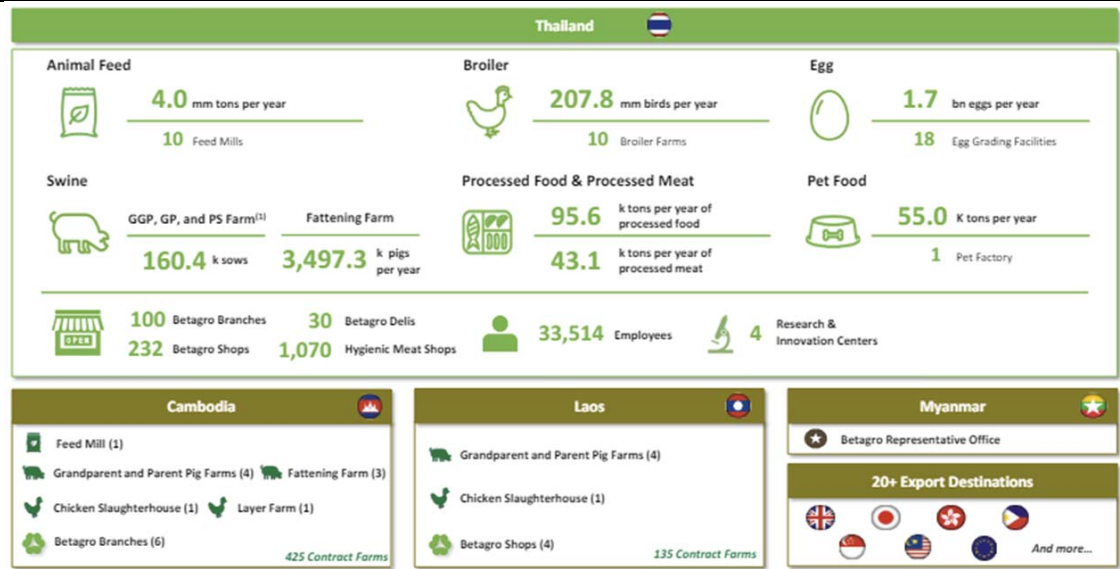 Thailand
Animal Feed
4.0 mm tons per year
10 Feed Mills
Broiler
207.8 mm birds per year
10 Broiler Farms
Egg
1.7 bn eggs per year
18 Egg Grading Facilities
Swine
GGP, GP, and PS Farm(1)
160.4 k sows
Fattening Farm
3,497.3 k pigs
per year
Processed Food & Processed Meat
95.6 k tons per year of
processed food
43.1 k tons per year of
processed meat
Pet Food
55.0 K tons per year
1 Pet Factory
OPEN
100 Betagro Branches
232 Betagro Shops
30 Betagro Delis
1,070 Hygienic Meat Shops
33,514 Employees
4 Research &
Innovation Centers
Cambodia
Feed Mill (1)
Grandparent and Parent Pig Farms (4) Fattening Farm (3)
Chicken Slaughterhouse (1) Layer Farm (1)
Betagro Branches (6)
425 Contract Farms
Laos
Grandparent and Parent Pig Farms (4)
Chicken Slaughterhouse (1)
Betagro Shops (4)
135 Contract Farms
Myanmar
Betagro Representative Office
20+ Export Destinations
And more...